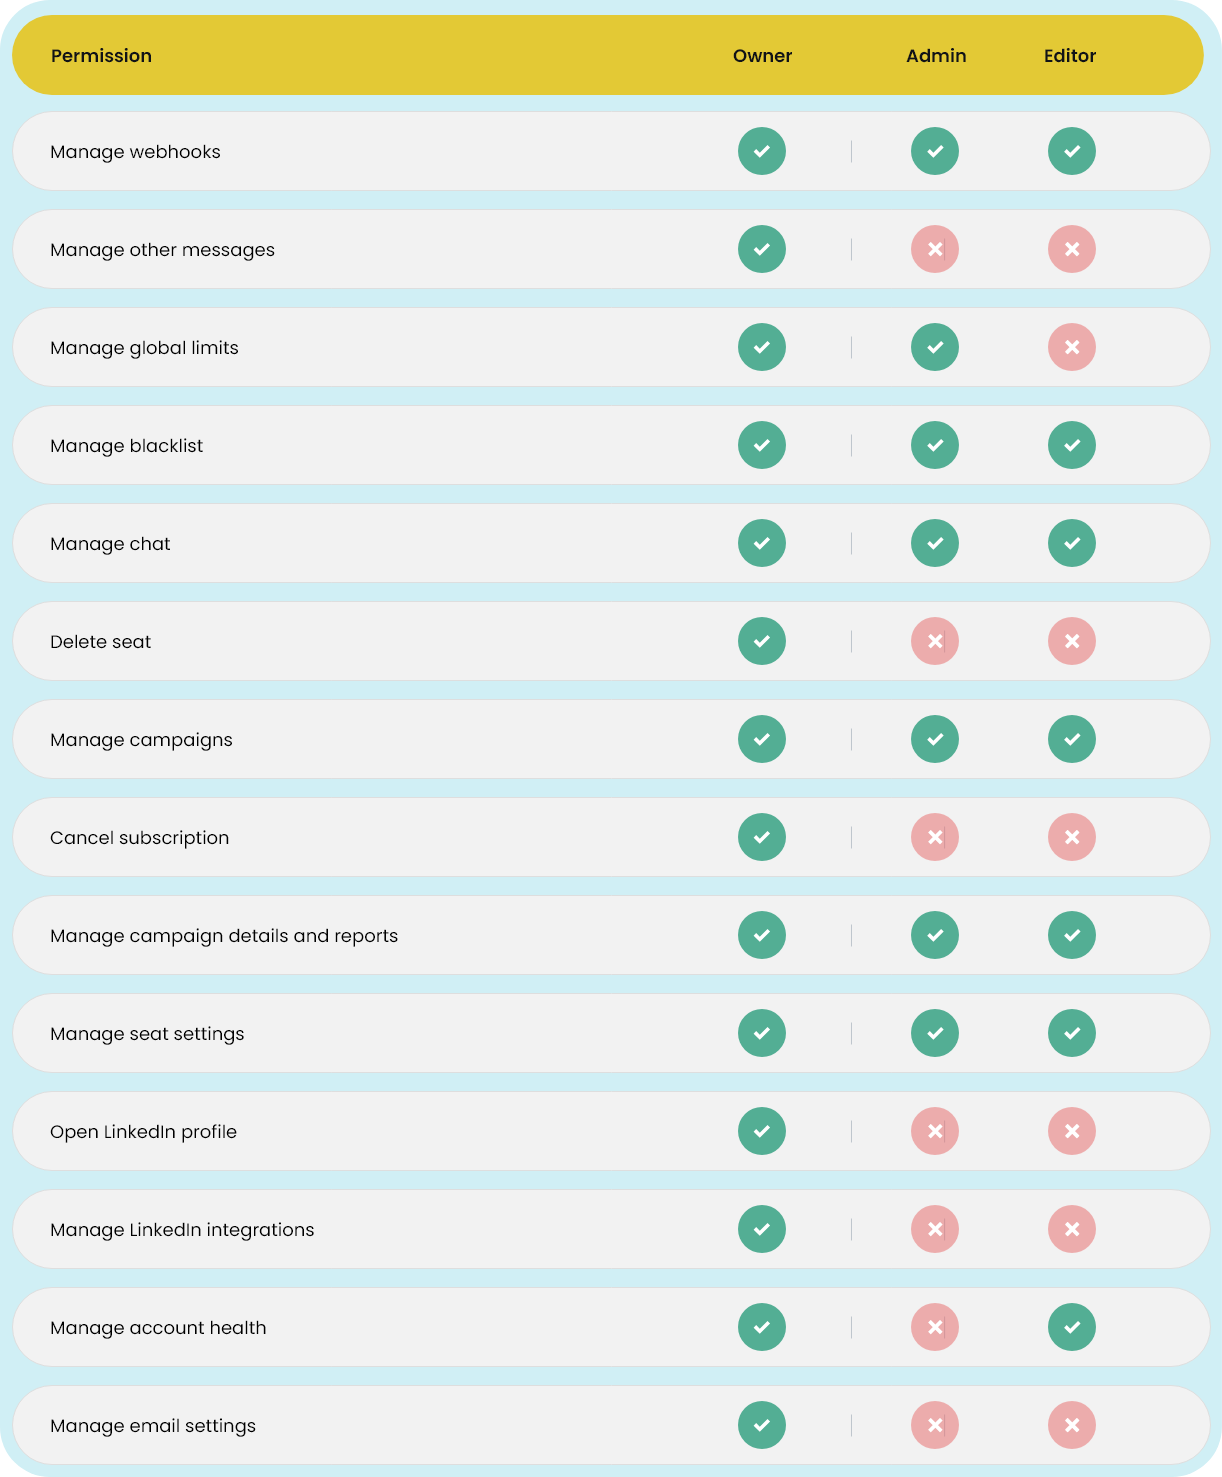 Permission Owner Admin Editor
Manage webhooks
Manage other messages
Manage global limits
Manage blacklist
Manage chat
Delete seat
Manage campaigns
Cancel subscription
Manage campaign details and reports
Manage seat settings
Open LinkedIn profile
Manage LinkedIn integrations
Manage account health
Manage email settings